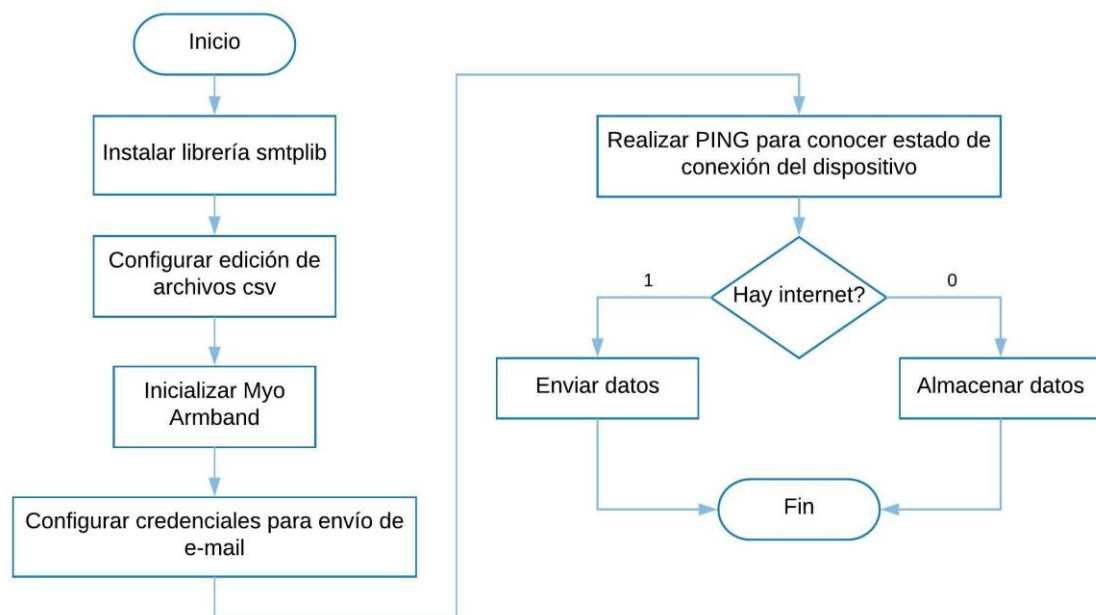 Inicio
Instalar librería smtplib
Configurar edición de
archivos csv
Inicializar Myo
Armband
Configurar credenciales para envío de
e-mail
Realizar PING para conocer estado de
conexión del dispositivo
Hay internet?
1
0
Enviar datos
Almacenar datos
Fin